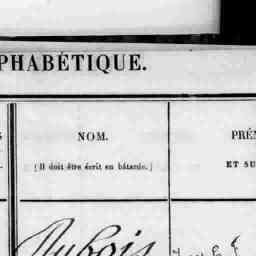 PHABÉTIQUE.
NOM. PRÉN
(Il doit être écrit en bâtarde.) ET SU
Dubois